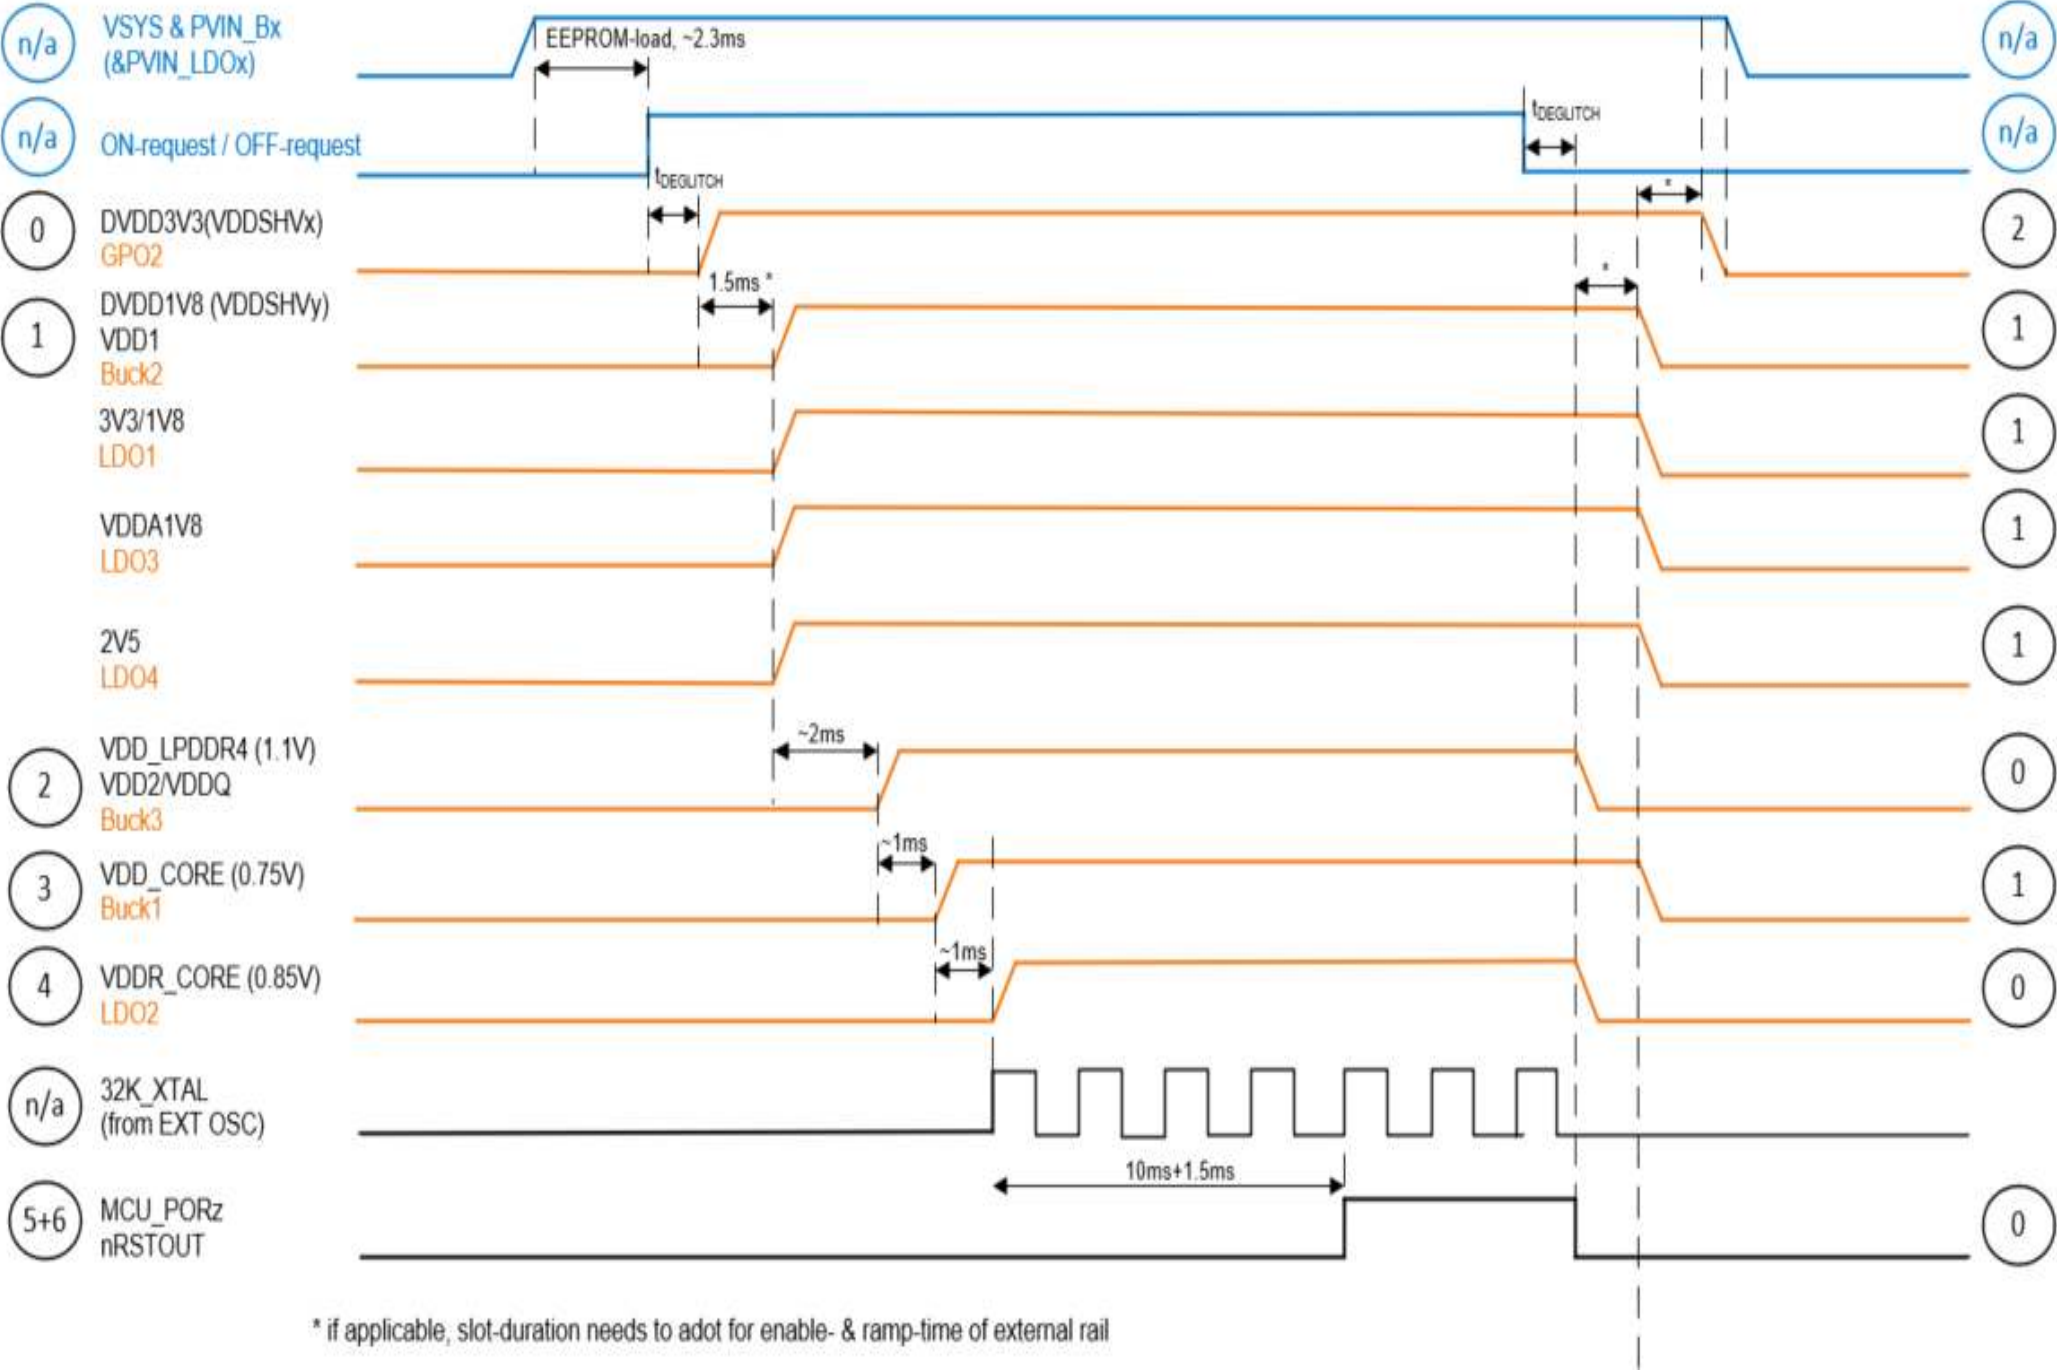 n/a
VSYS & PVIN_Bx
(&PVIN_LDOx)
EEPROM-load, ~2.3ms
n/a
n/a
ON-request / OFF-request
tDEGLITCH
tDEGLITCH
n/a
0
DVDD3V3(VDDSHVx)
GPO2
*
2
1
DVDD1V8 (VDDSHVy)
VDD1
Buck2
1.5ms *
*
1
3V3/1V8
LDO1
1
VDDA1V8
LDO3
1
2V5
LDO4
1
2
VDD_LPDDR4 (1.1V)
VDD2/VDDQ
Buck3
~2ms
0
3
VDD_CORE (0.75V)
Buck1
~1ms
1
4
VDDR_CORE (0.85V)
LDO2
~1ms
0
n/a
32K_XTAL
(from EXT OSC)
5+6
MCU_PORz
nRSTOUT
10ms+1.5ms
0
* if applicable, slot-duration needs to adot for enable- & ramp-time of external rail